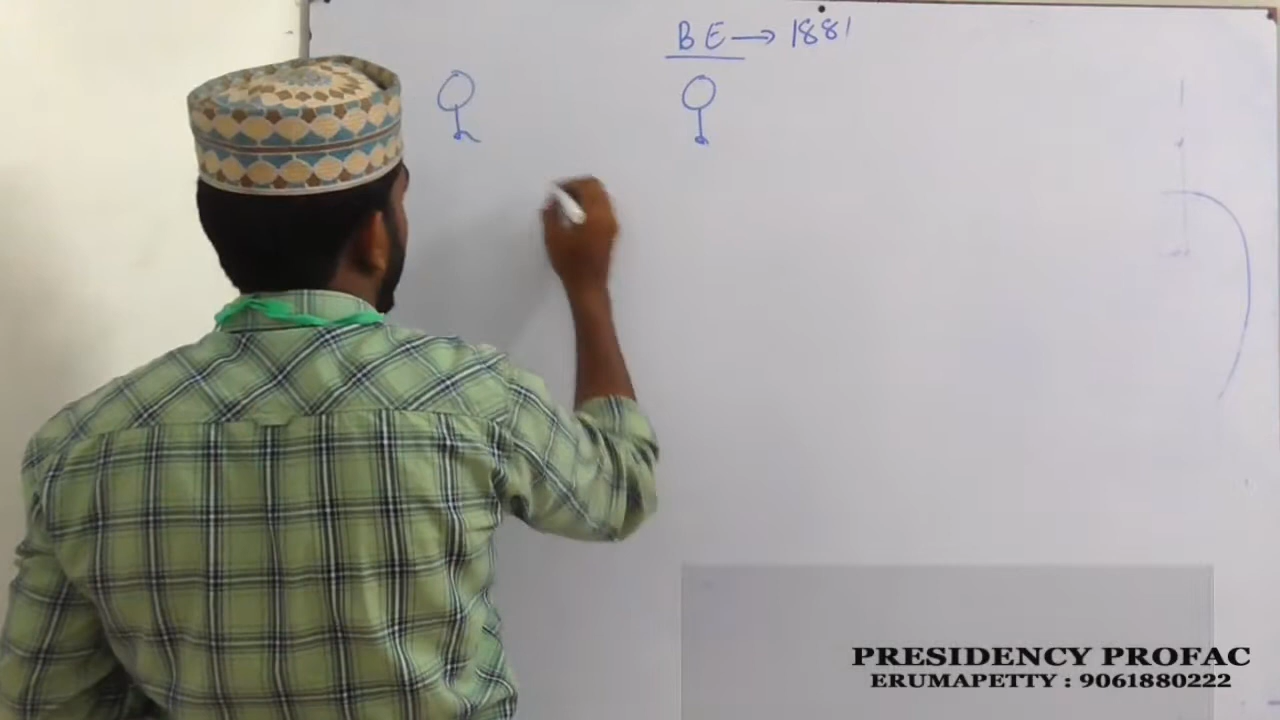 BE → 1881
PRESIDENCY PROFAC
ERUMAPETTY : 9061880222